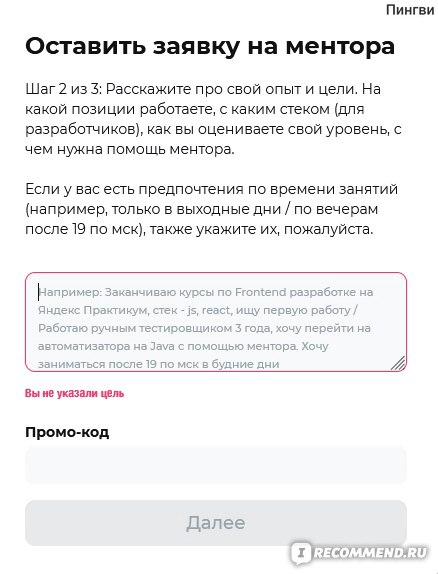 Пингви
Оставить заявку на ментора
Шаг 2 из 3: Расскажите про свой опыт и цели. На
какой позиции работаете, с каким стеком (для
разработчиков), как вы оцениваете свой уровень, с
чем нужна помощь ментора.
Если у вас есть предпочтения по времени занятий
(например, только в выходные дни / по вечерам
после 19 по мск), также укажите их, пожалуйста.
Например: Заканчиваю курсы по Frontend разработке на
Яндекс Практикум, стек - js, react, ищу первую работу /
Работаю ручным тестировщиком 3 года, хочу перейти на
автоматизатора на Java с помощью ментора. Хочу
заниматься после 19 по мск в будние дни
Вы не указали цель
Промо-код
Далее
I RECOMMEND.RU